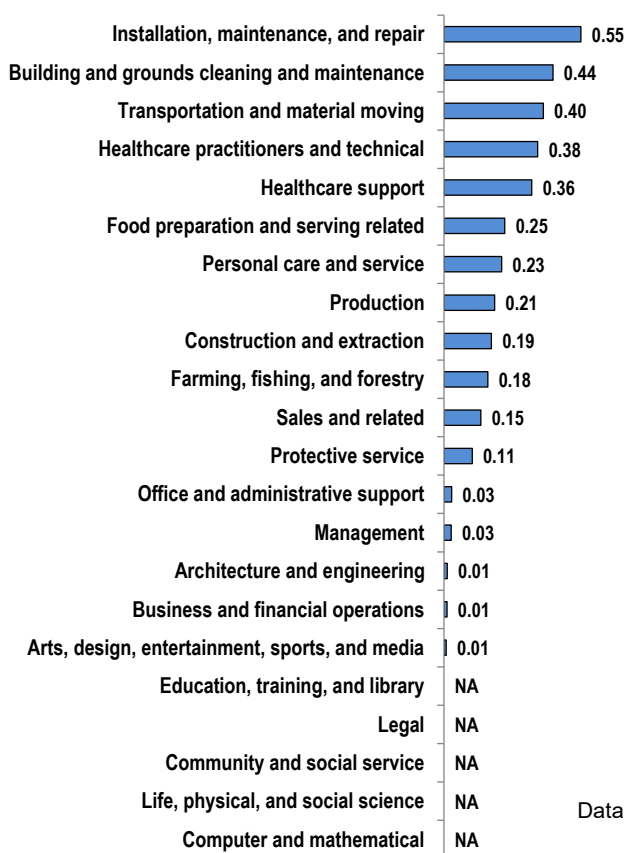 Installation, maintenance, and repair 0.55
Building and grounds cleaning and maintenance 0.44
Transportation and material moving 0.40
Healthcare practitioners and technical 0.38
Healthcare support 0.36
Food preparation and serving related 0.25
Personal care and service 0.23
Production 0.21
Construction and extraction 0.19
Farming, fishing, and forestry 0.18
Sales and related 0.15
Protective service 0.11
Office and administrative support 0.03
Management 0.03
Architecture and engineering 0.01
Business and financial operations 0.01
Arts, design, entertainment, sports, and media 0.01
Education, training, and library NA
Legal NA
Community and social service NA
Life, physical, and social science NA
Data
Computer and mathematical NA